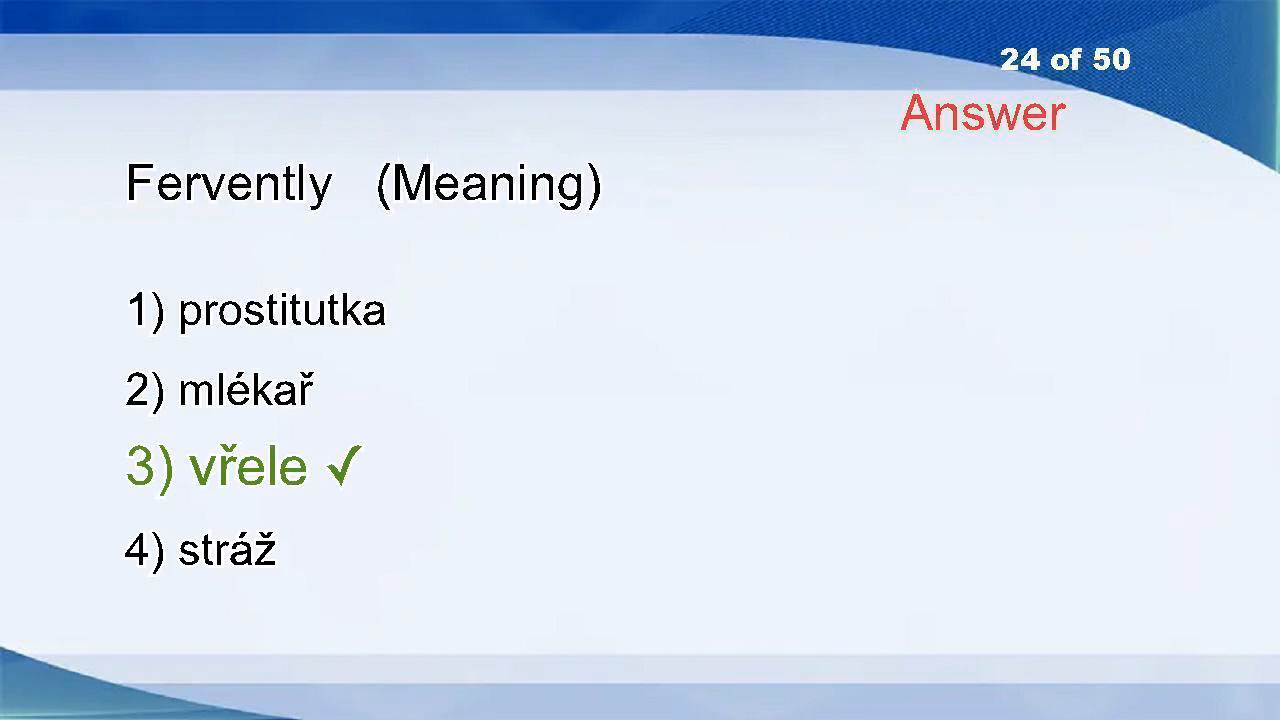 24 of 50
Answer
Fervently (Meaning)
1) prostitutka
2) mlékař
3) vřele ✓
4) stráž